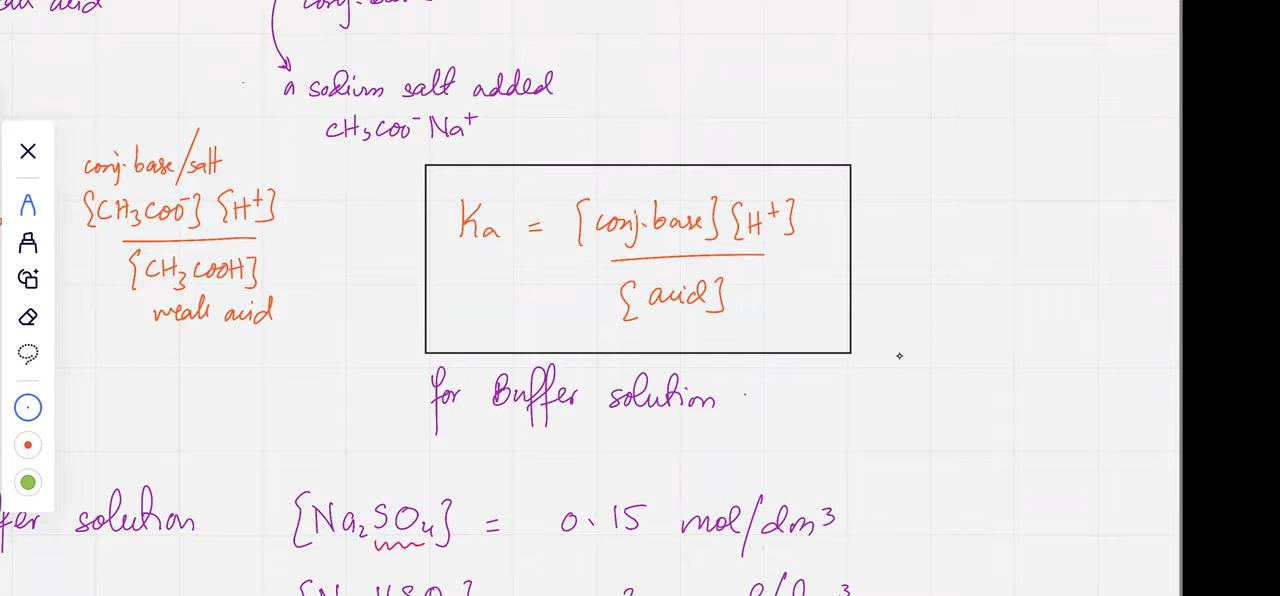 acid
a sodium salt added
CH₃COO⁻Na⁺
conj. base/salt
[CH₃COO⁻] [H⁺]
[CH₃COOH]
weak acid
Ka = [conj. base] [H⁺]
[acid]
for Buffer solution
solution [Na₂SO₄] = 0.15 mol/dm³